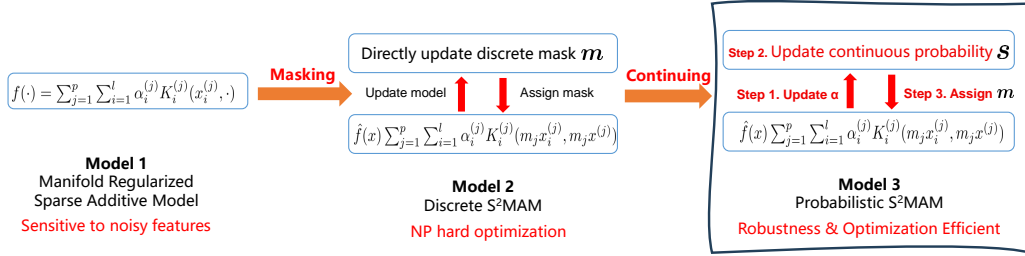 f(·) = ∑_{j=1}^{p} ∑_{i=1}^{l} α_i^{(j)} K_i^{(j)}(x_i^{(j)}, ·)
Model 1
Manifold Regularized
Sparse Additive Model
Sensitive to noisy features
Masking
Directly update discrete mask m
Update model
Assign mask
f̂(x) ∑_{j=1}^{p} ∑_{i=1}^{l} α_i^{(j)} K_i^{(j)}(m_j x_i^{(j)}, m_j x^{(j)})
Model 2
Discrete S²MAM
NP hard optimization
Continuing
Step 2. Update continuous probability s
Step 1. Update α
Step 3. Assign m
f̂(x) ∑_{j=1}^{p} ∑_{i=1}^{l} α_i^{(j)} K_i^{(j)}(m_j x_i^{(j)}, m_j x^{(j)})
Model 3
Probabilistic S²MAM
Robustness & Optimization Efficient